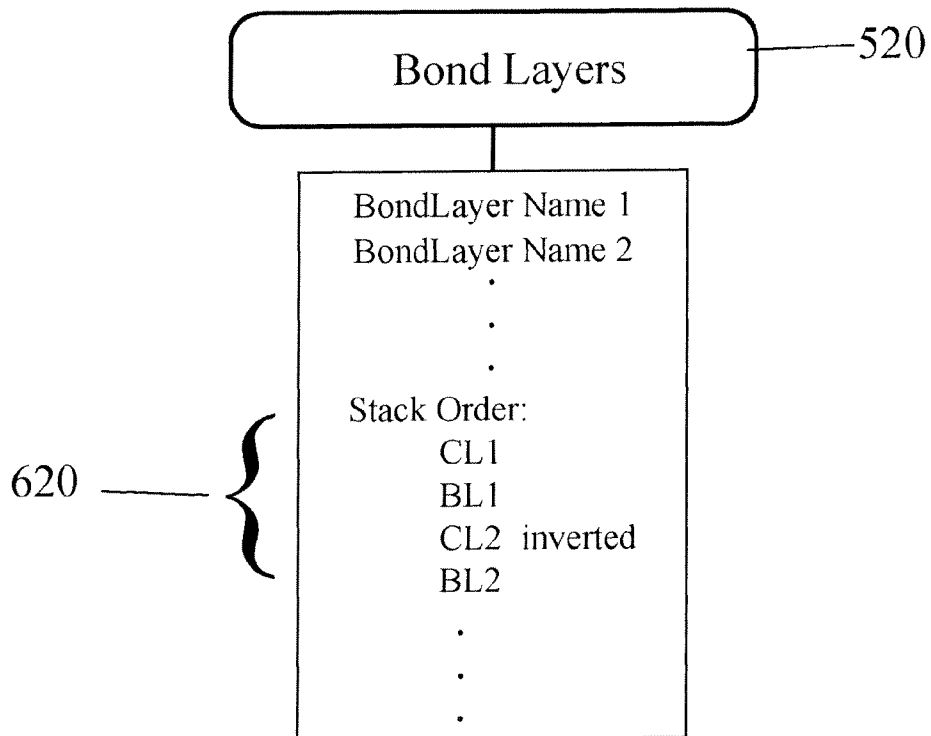 Bond Layers
520
BondLayer Name 1
BondLayer Name 2
.
.
.
Stack Order:
CL1
BL1
620
CL2 inverted
BL2
.
.
.